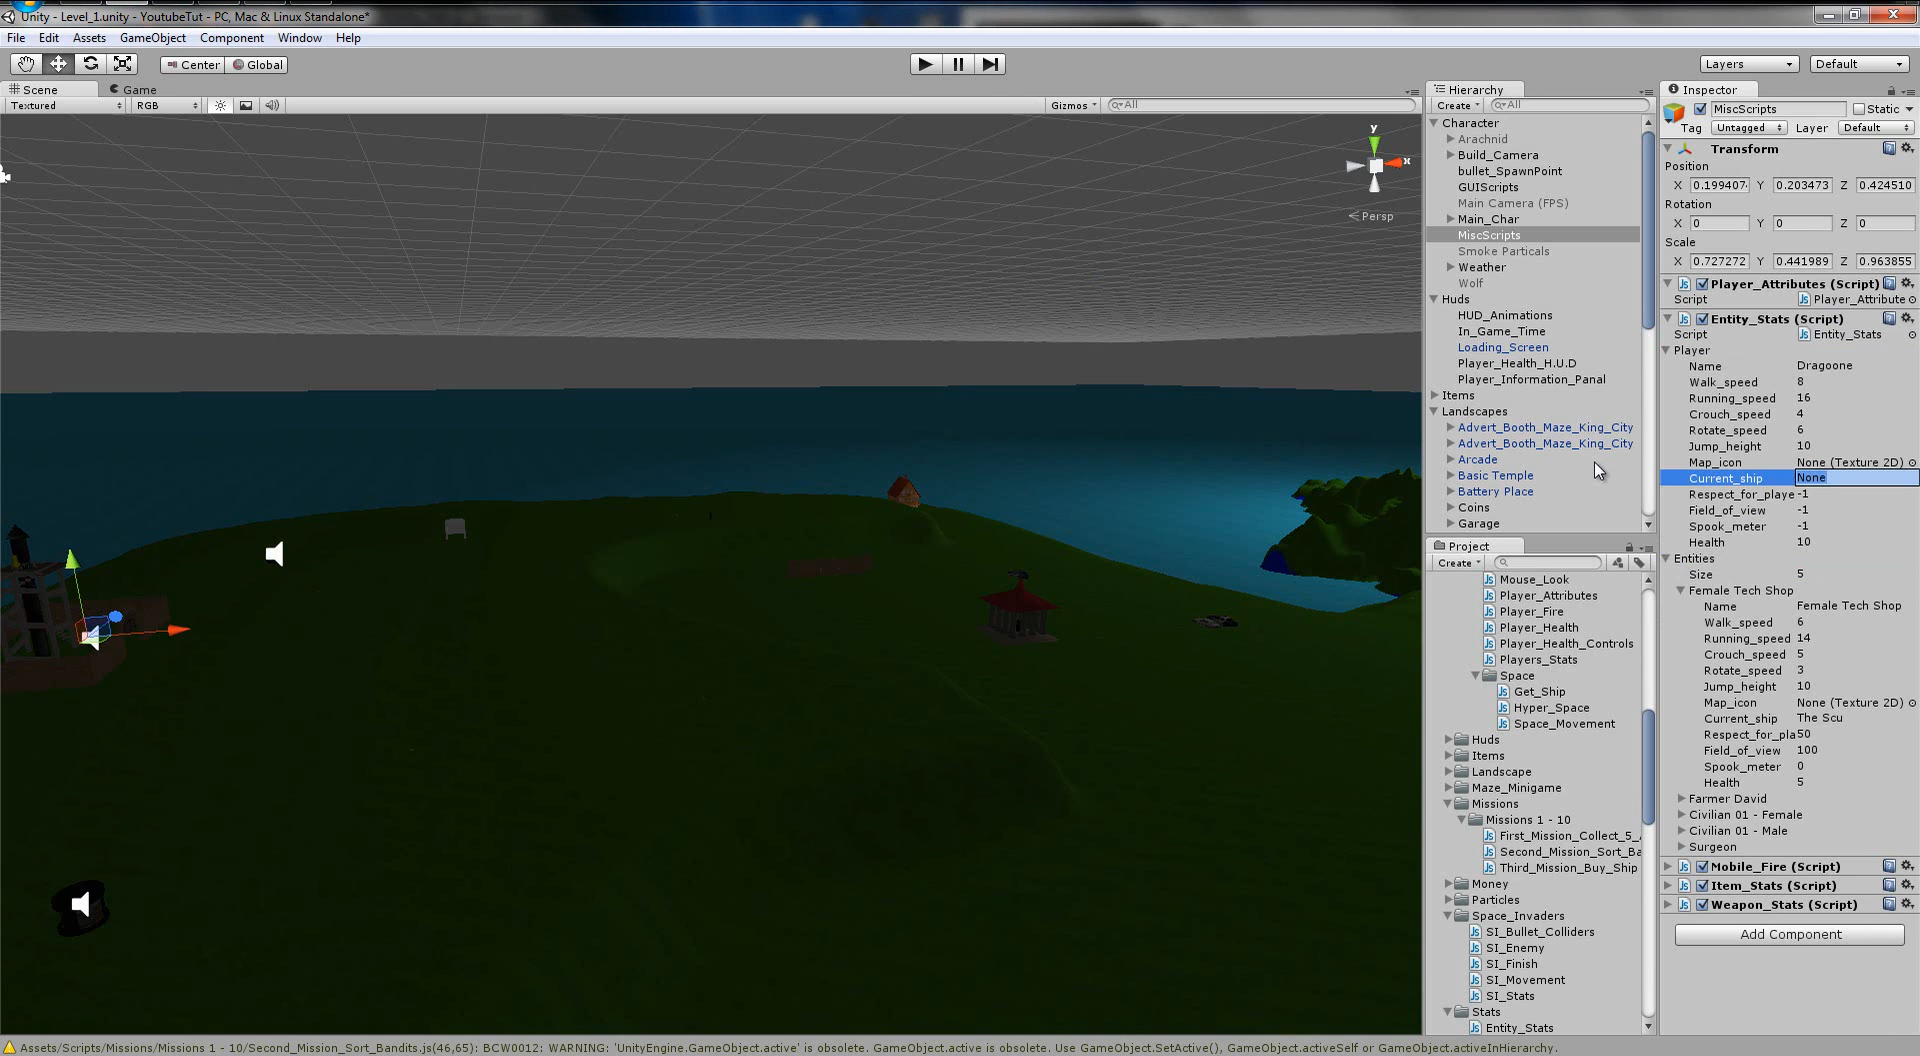 Unity - Level_1.unity - YoutubeTut - PC, Mac & Linux Standalone*
File Edit Assets GameObject Component Window Help
Center Global
Layers Default
Scene Game
Textured RGB Gizmos All
y
x
Persp
Hierarchy
Create All
Character
Arachnid
Build_Camera
bullet_SpawnPoint
GUIScripts
Main Camera (FPS)
Main_Char
MiscScripts
Smoke Particals
Weather
Wolf
Huds
HUD_Animations
In_Game_Time
Loading_Screen
Player_Health_H.U.D
Player_Information_Panal
Items
Landscapes
Advert_Booth_Maze_King_City
Advert_Booth_Maze_King_City
Arcade
Basic Temple
Battery Place
Coins
Garage
Project
Create
Mouse_Look
Player_Attributes
Player_Fire
Player_Health
Player_Health_Controls
Players_Stats
Space
Get_Ship
Hyper_Space
Space_Movement
Huds
Items
Landscape
Maze_Minigame
Missions
Missions 1 - 10
First_Mission_Collect_5_
Second_Mission_Sort_Ba
Third_Mission_Buy_Ship
Money
Particles
Space_Invaders
SI_Bullet_Colliders
SI_Enemy
SI_Finish
SI_Movement
SI_Stats
Stats
Entity_Stats
Inspector
MiscScripts Static
Tag Untagged Layer Default
Transform
Position
X 0.199407 Y 0.203473 Z 0.424510
Rotation
X 0 Y 0 Z 0
Scale
X 0.727272 Y 0.441989 Z 0.963855
Player_Attributes (Script)
Script Player_Attribute
Entity_Stats (Script)
Script Entity_Stats
Player
Name Dragoone
Walk_speed 8
Running_speed 16
Crouch_speed 4
Rotate_speed 6
Jump_height 10
Map_icon None (Texture 2D)
Current_ship None
Respect_for_playe -1
Field_of_view -1
Spook_meter -1
Health 10
Entities
Size 5
Female Tech Shop
Name Female Tech Shop
Walk_speed 6
Running_speed 14
Crouch_speed 5
Rotate_speed 3
Jump_height 10
Map_icon None (Texture 2D)
Current_ship The Scu
Respect_for_pla 50
Field_of_view 100
Spook_meter 0
Health 5
Farmer David
Civilian 01 - Female
Civilian 01 - Male
Surgeon
Mobile_Fire (Script)
Item_Stats (Script)
Weapon_Stats (Script)
Add Component
Assets/Scripts/Missions/Missions 1 - 10/Second_Mission_Sort_Bandits.js(46,65): BCW0012: WARNING: 'UnityEngine.GameObject.active' is obsolete. GameObject.active is obsolete. Use GameObject.SetActive(), GameObject.activeSelf or GameObject.activeInHierarchy.